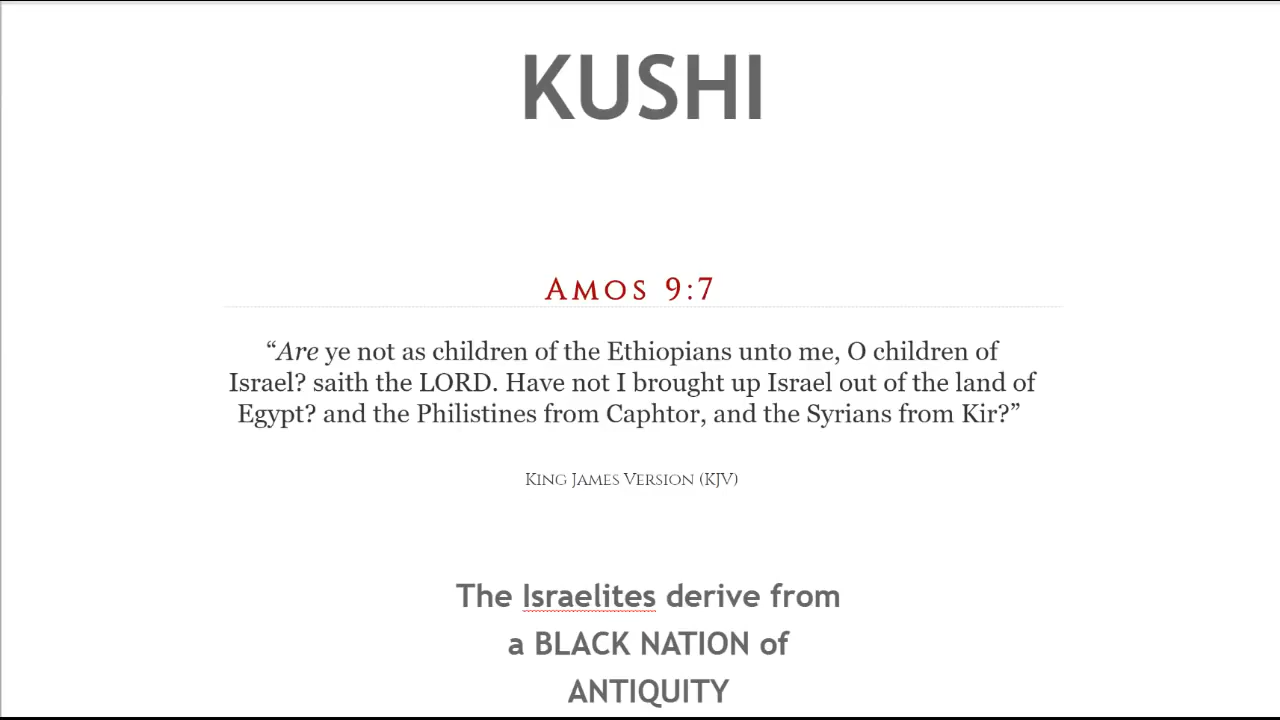 KUSHI
Amos 9:7
“Are ye not as children of the Ethiopians unto me, O children of
Israel? saith the LORD. Have not I brought up Israel out of the land of
Egypt? and the Philistines from Caphtor, and the Syrians from Kir?”
King James Version (KJV)
The Israelites derive from
a BLACK NATION of
ANTIQUITY